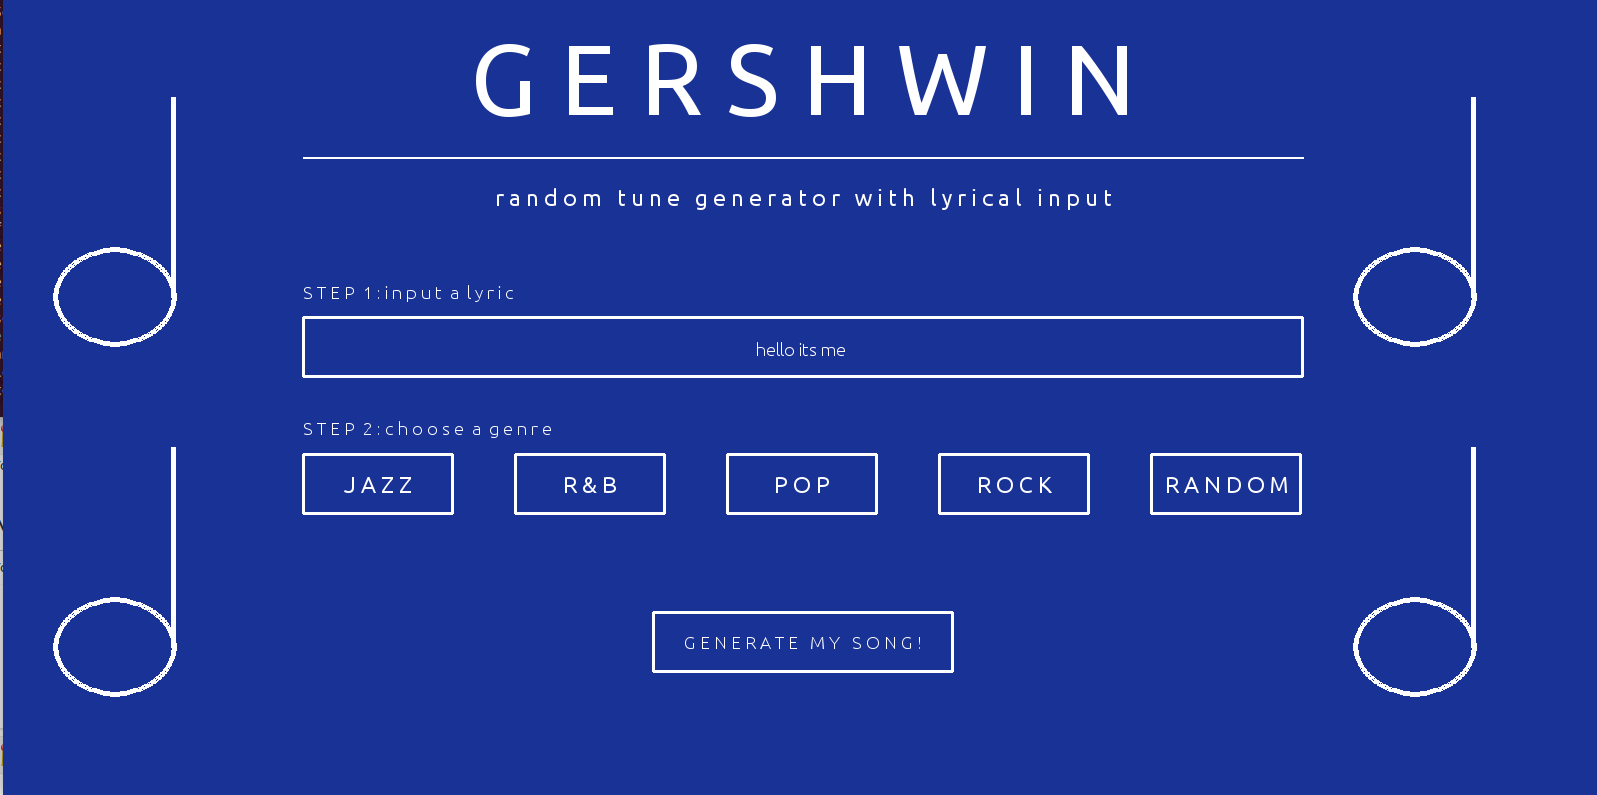 GERSHWIN
random tune generator with lyrical input
STEP 1: input a lyric
hello its me
STEP 2: choose a genre
JAZZ R&B POP ROCK RANDOM
GENERATE MY SONG!